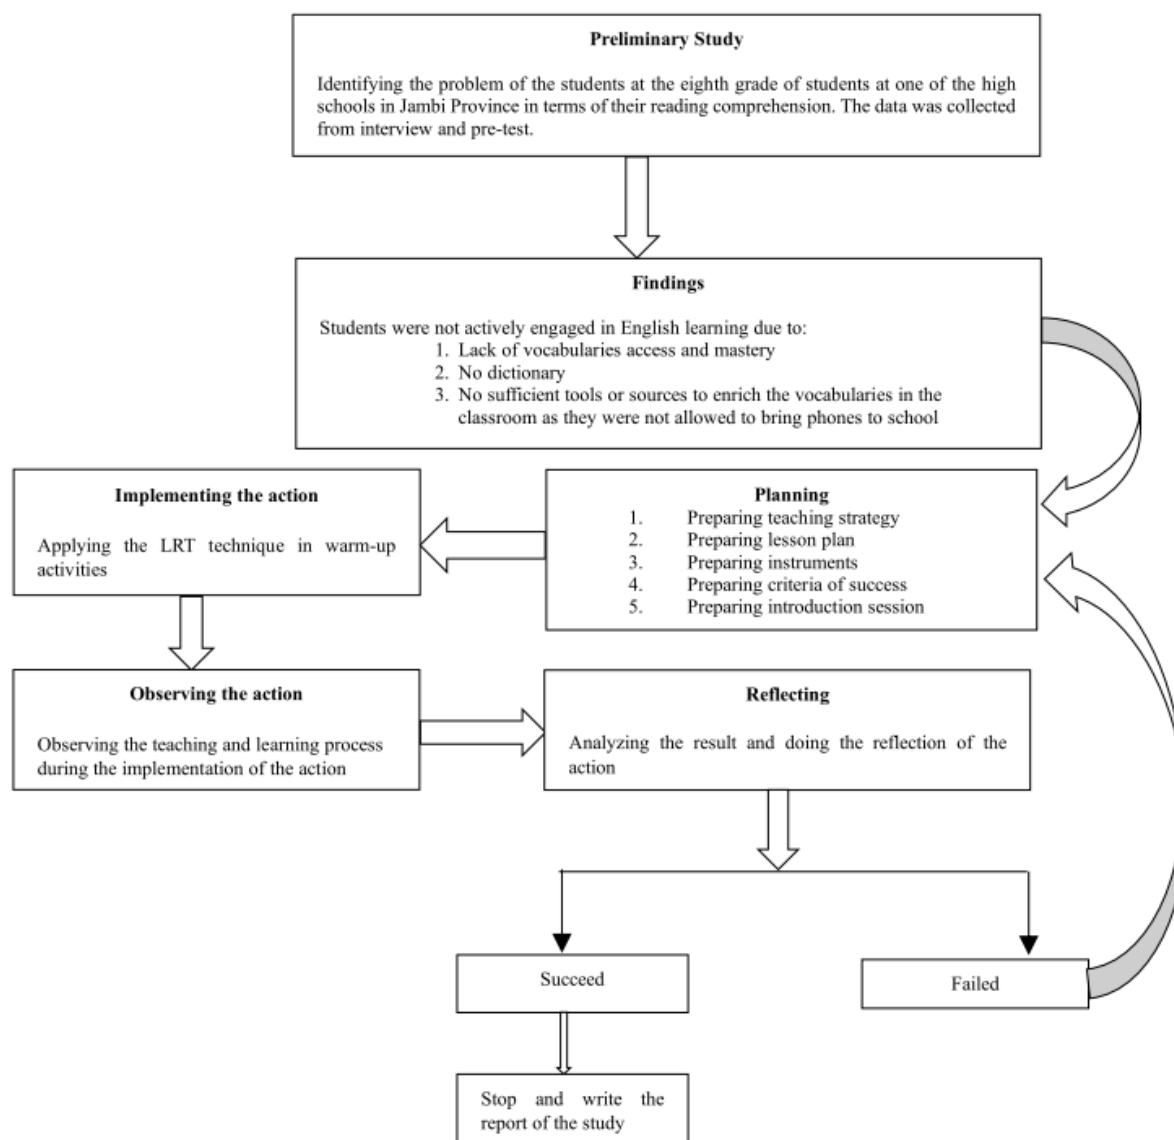 Preliminary Study
Identifying the problem of the students at the eighth grade of students at one of the high
schools in Jambi Province in terms of their reading comprehension. The data was collected
from interview and pre-test.
Findings
Students were not actively engaged in English learning due to:
1. Lack of vocabularies access and mastery
2. No dictionary
3. No sufficient tools or sources to enrich the vocabularies in the
classroom as they were not allowed to bring phones to school
Planning
1. Preparing teaching strategy
2. Preparing lesson plan
3. Preparing instruments
4. Preparing criteria of success
5. Preparing introduction session
Implementing the action
Applying the LRT technique in warm-up
activities
Observing the action
Observing the teaching and learning process
during the implementation of the action
Reflecting
Analyzing the result and doing the reflection of the
action
Succeed
Failed
Stop and write the
report of the study